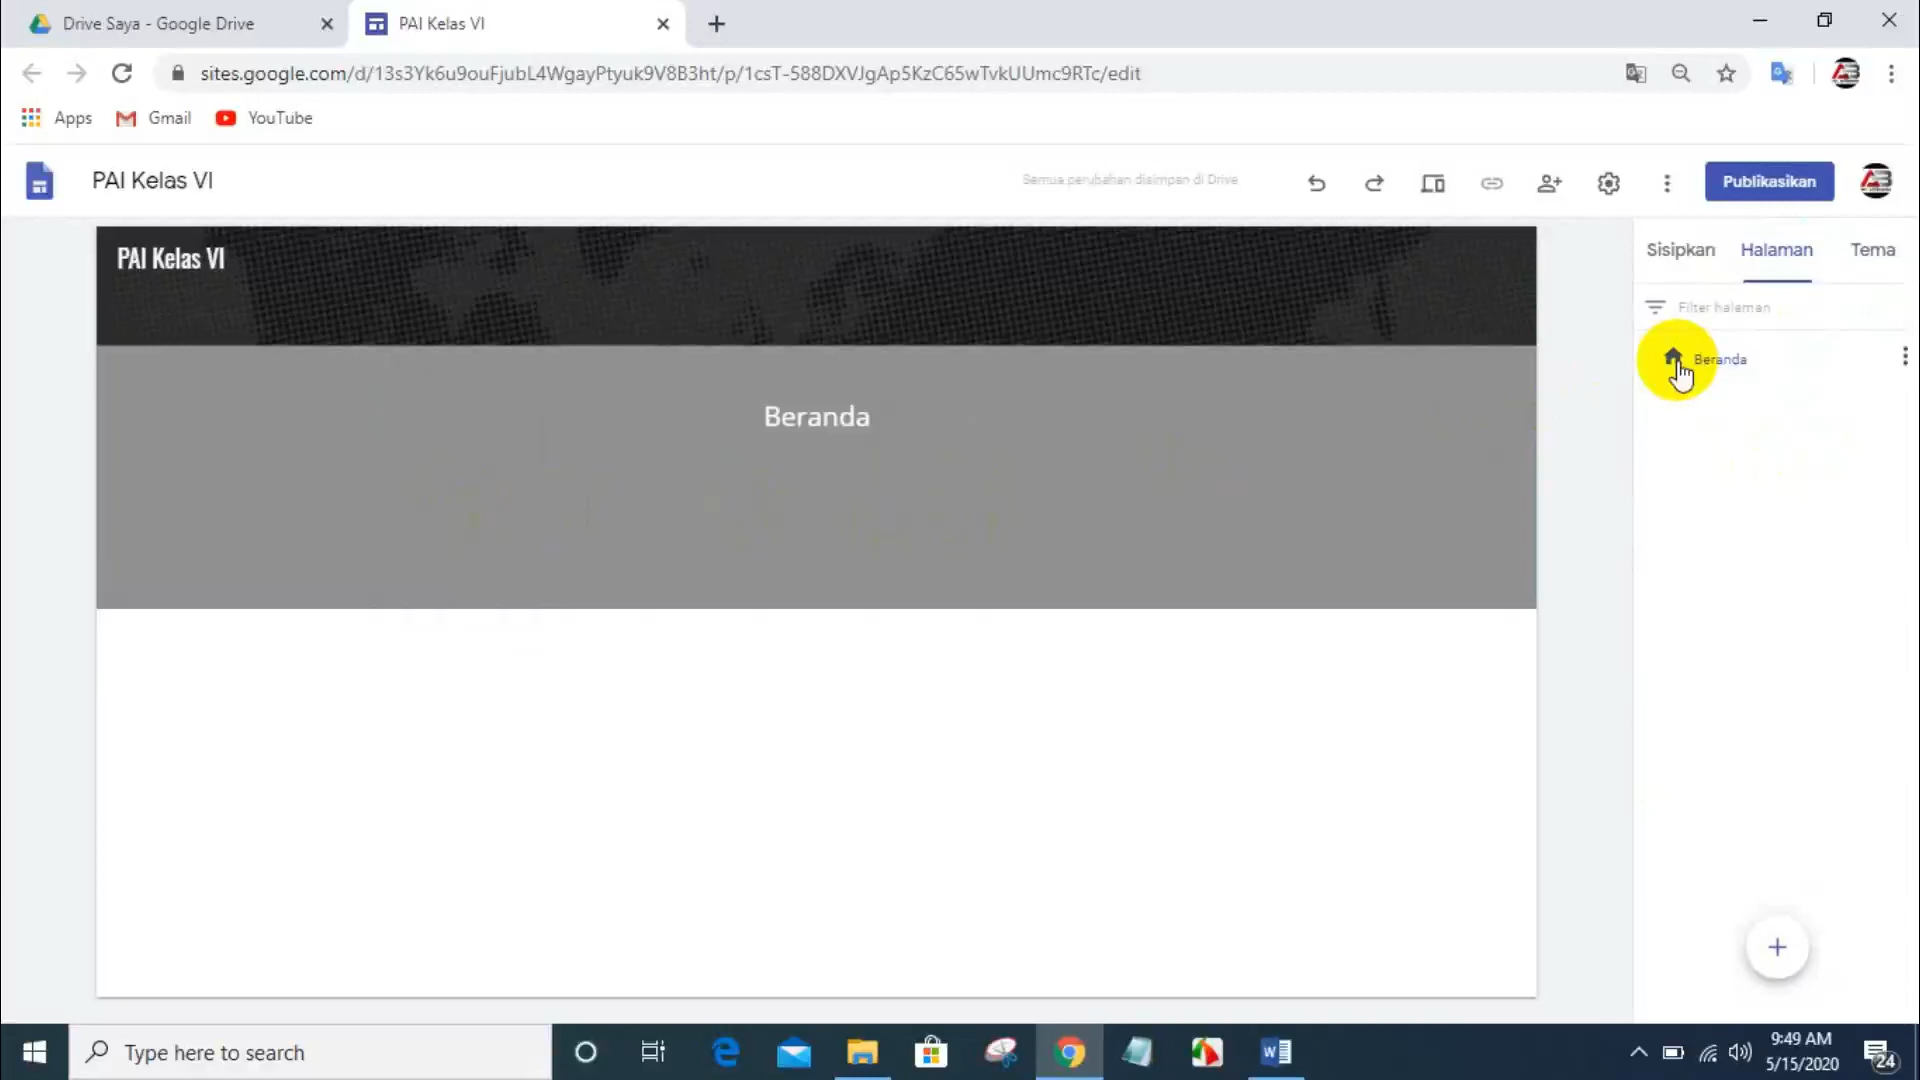 Drive Saya - Google Drive
PAI Kelas VI
sites.google.com/d/13s3Yk6u9ouFjubL4WgayPtyuk9V8B3ht/p/1csT-588DXVJgAp5KzC65wTvkUUmc9RTc/edit
Apps Gmail YouTube
PAI Kelas VI
Semua perubahan disimpan di Drive
Publikasikan
PAI Kelas VI
Sisipkan Halaman Tema
Filter halaman
Beranda
Beranda
Type here to search
9:49 AM
5/15/2020
24